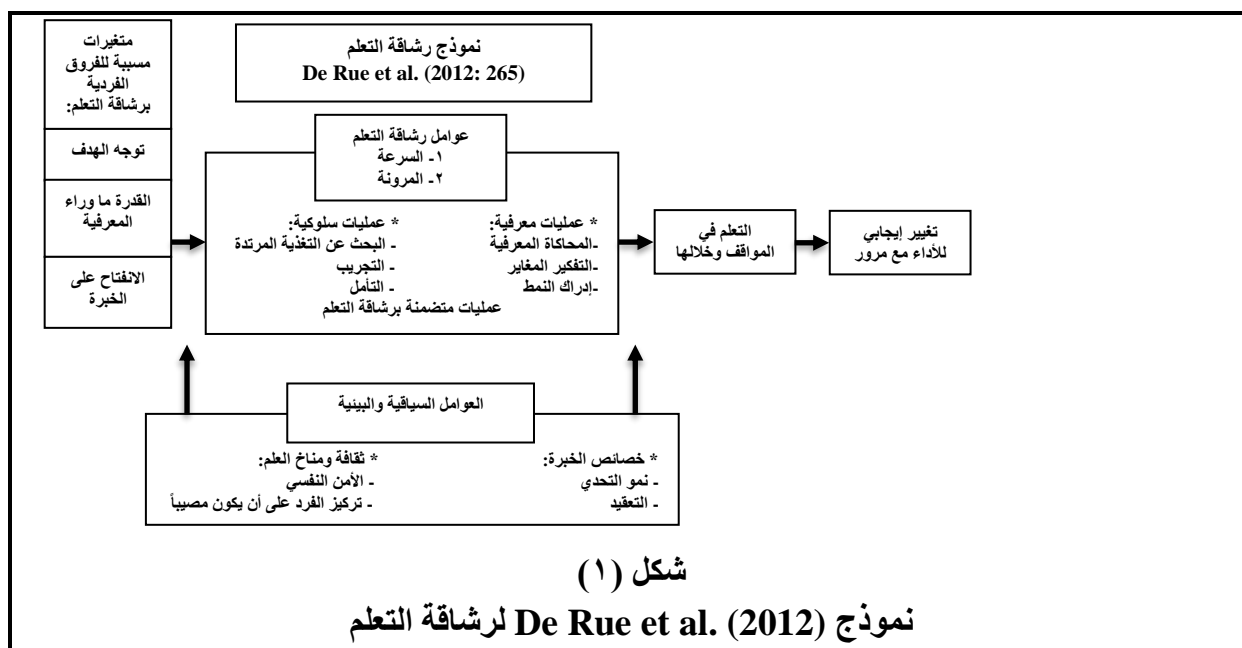 نموذج رشاقة التعلم
De Rue et al. (2012: 265)
متغيرات
مسببة للفروق
الفردية
برشاقة التعلم:
توجه الهدف
القدرة ما وراء
المعرفية
الانفتاح على
الخبرة
عوامل رشاقة التعلم
١- السرعة
٢- المرونة
* عمليات معرفية:
-المحاكاة المعرفية
-التفكير المغاير
-إدراك النمط
* عمليات سلوكية:
- البحث عن التغذية المرتدة
- التجريب
- التأمل
عمليات متضمنة برشاقة التعلم
التعلم في
المواقف وخلالها
تغيير إيجابي
للأداء مع مرور
العوامل السياقية والبيئية
* خصائص الخبرة:
- نمو التحدي
- التعقيد
* ثقافة ومناخ العلم:
- الأمن النفسي
- تركيز الفرد على أن يكون مصيباً
شكل (١)
نموذج De Rue et al. (2012) لرشاقة التعلم